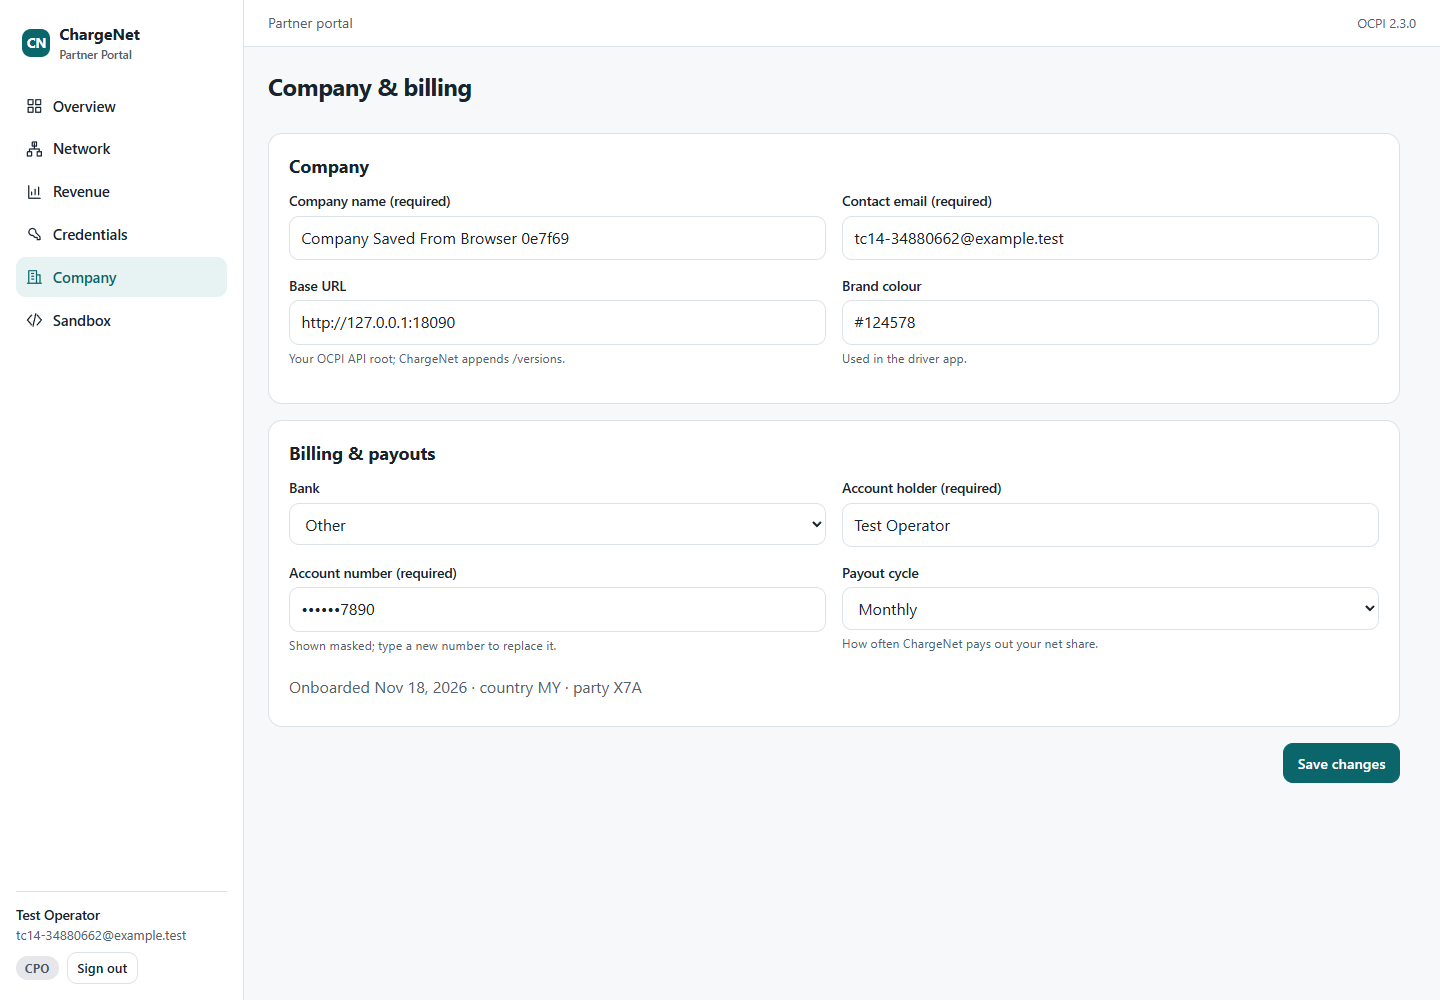 CN
ChargeNet
Partner Portal
Overview
Network
Revenue
Credentials
Company
Sandbox
Test Operator
tc14-34880662@example.test
CPO
Sign out
Partner portal
OCPI 2.3.0
Company & billing
Company
Company name (required)
Company Saved From Browser 0e7f69
Contact email (required)
tc14-34880662@example.test
Base URL
http://127.0.0.1:18090
Your OCPI API root; ChargeNet appends /versions.
Brand colour
#124578
Used in the driver app.
Billing & payouts
Bank
Other
Account holder (required)
Test Operator
Account number (required)
••••••7890
Shown masked; type a new number to replace it.
Payout cycle
Monthly
How often ChargeNet pays out your net share.
Onboarded Nov 18, 2026 · country MY · party X7A
Save changes